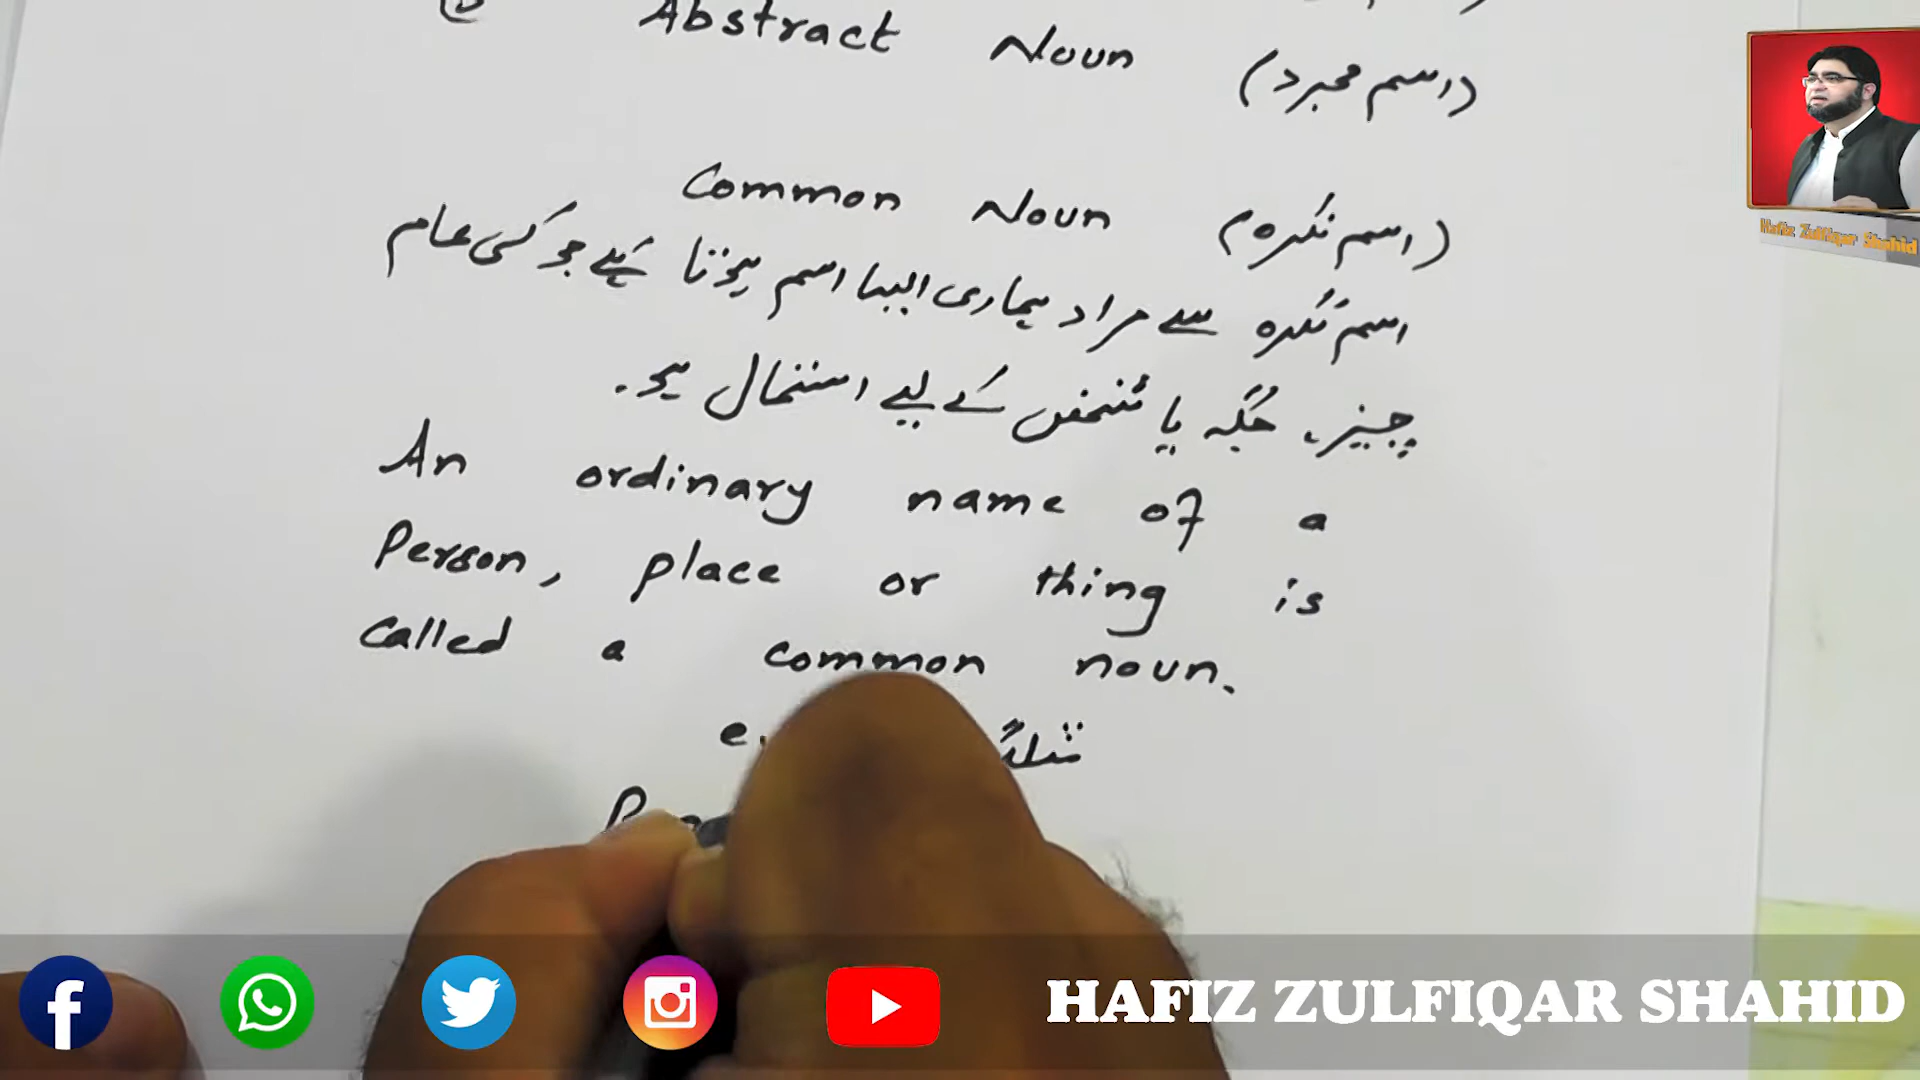 Abstract Noun (اسم مجرد)
Common Noun (اسم نکرہ)
اسم نکرہ سے مراد ہماری ایسا اسم ہوتا ہے جو کسی عام
چیز، جگہ یا شخص کے لیے استعمال ہو۔
An ordinary name of a
Person, place or thing is
called a common noun.
مثلاً
Hafiz Zulfiqar Shahid
HAFIZ ZULFIQAR SHAHID